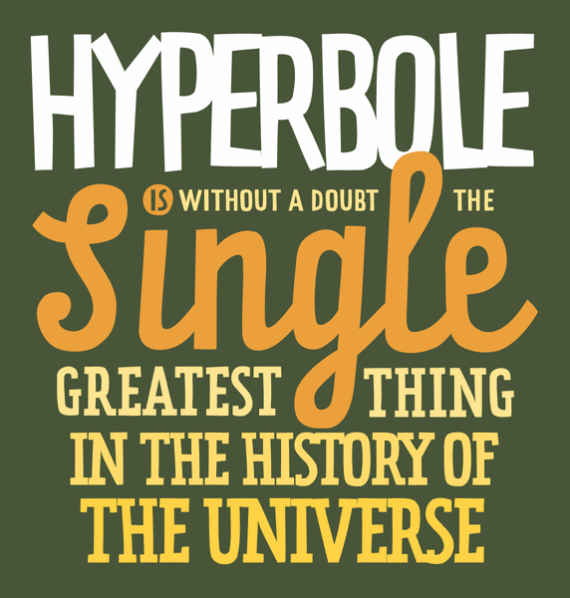 HYPERBOLE
IS WITHOUT A DOUBT THE
Single
GREATEST THING
IN THE HISTORY OF
THE UNIVERSE